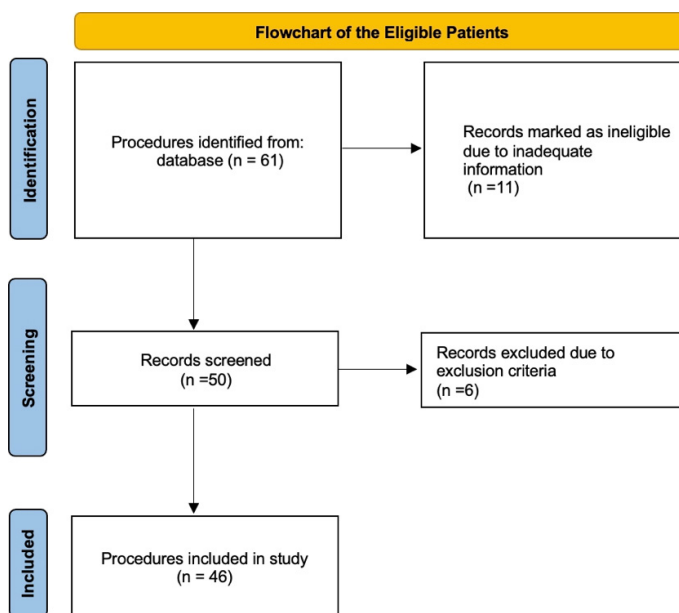 Flowchart of the Eligible Patients
Identification
Procedures identified from:
database (n = 61)
Records marked as ineligible
due to inadequate
information
(n =11)
Screening
Records screened
(n =50)
Records excluded due to
exclusion criteria
(n =6)
Included
Procedures included in study
(n = 46)